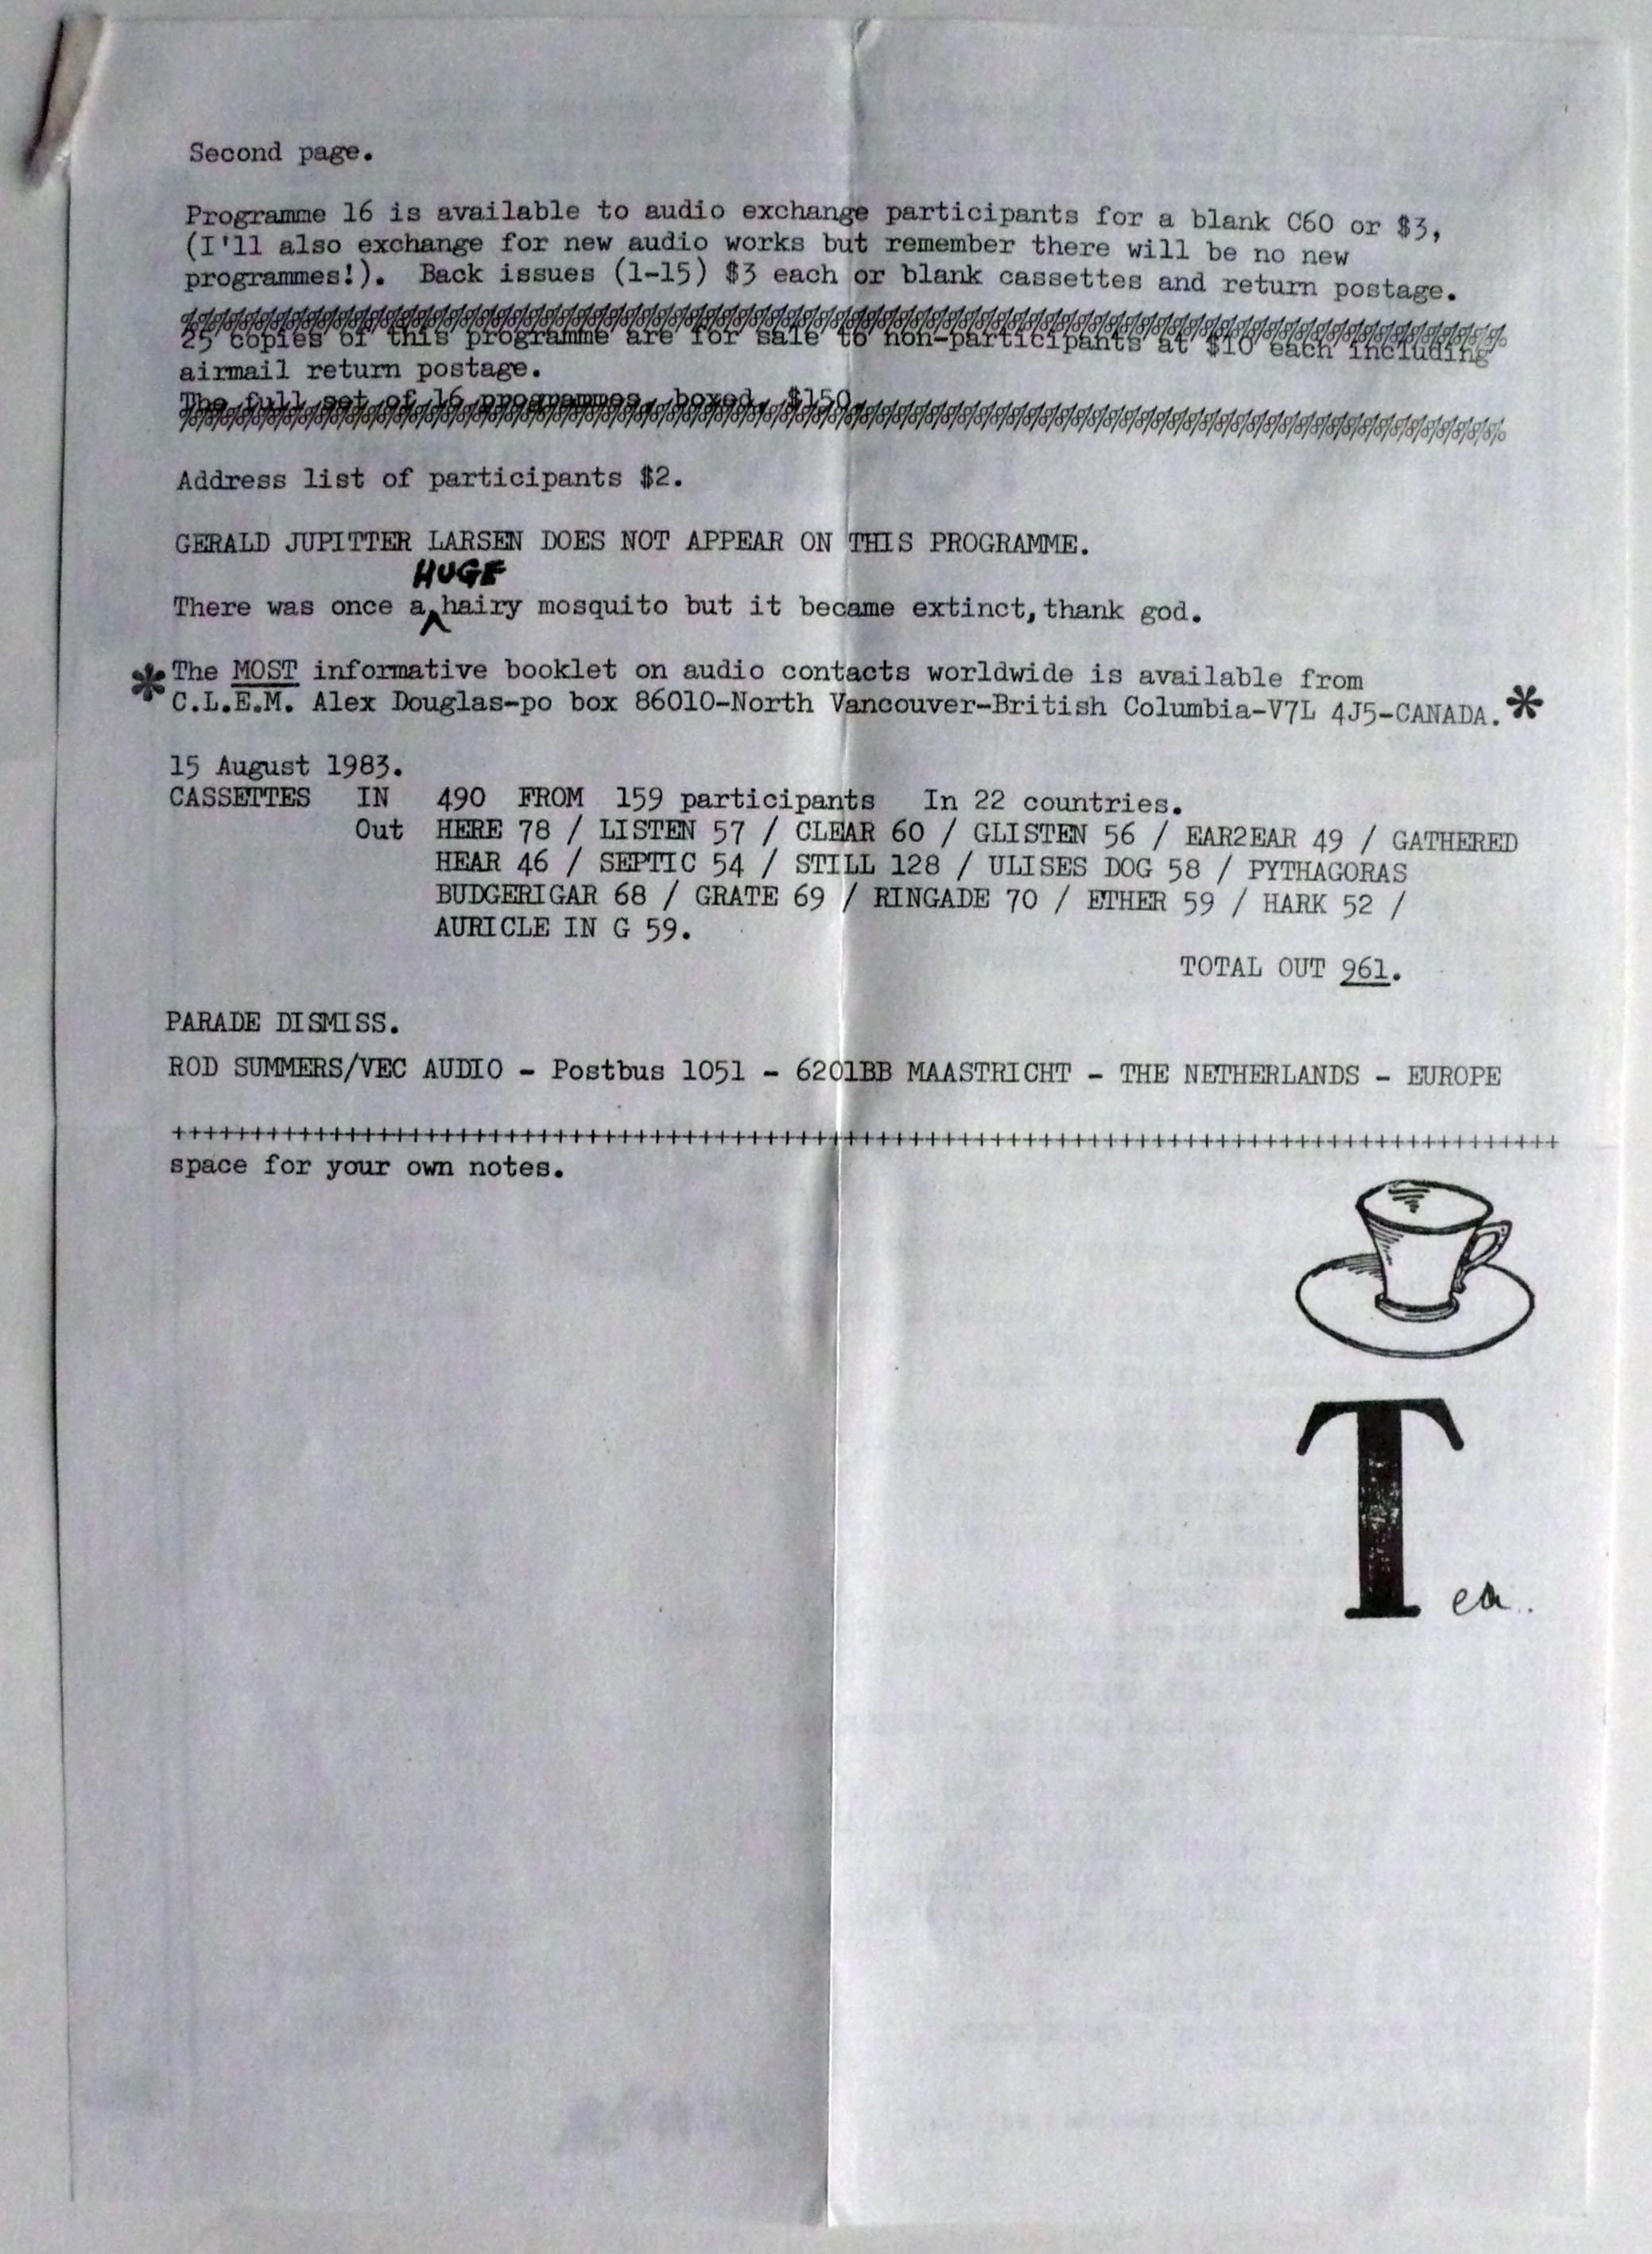 Second page.
Programme 16 is available to audio exchange participants for a blank C60 or $3,
(I'll also exchange for new audio works but remember there will be no new
programmes!). Back issues (1-15) $3 each or blank cassettes and return postage.
25 copies of this programme are for sale to non-participants at $10 each including
airmail return postage.
The full set of 16 programmes, boxed, $150.
Address list of participants $2.
GERALD JUPITTER LARSEN DOES NOT APPEAR ON THIS PROGRAMME.
There was once a HUGE hairy mosquito but it became extinct, thank god.
* The MOST informative booklet on audio contacts worldwide is available from
C.L.E.M. Alex Douglas-po box 86010-North Vancouver-British Columbia-V7L 4J5-CANADA. *
15 August 1983.
CASSETTES IN 490 FROM 159 participants In 22 countries.
Out HERE 78 / LISTEN 57 / CLEAR 60 / GLISTEN 56 / EAR2EAR 49 / GATHERED
HEAR 46 / SEPTIC 54 / STILL 128 / ULISES DOG 58 / PYTHAGORAS
BUDGERIGAR 68 / GRATE 69 / RINGADE 70 / ETHER 59 / HARK 52 /
AURICLE IN G 59.
TOTAL OUT 961.
PARADE DISMISS.
ROD SUMMERS/VEC AUDIO - Postbus 1051 - 6201BB MAASTRICHT - THE NETHERLANDS - EUROPE
++++++++++++++++++++++++++++++++++++++++++++++++++++++++++++++++++++++++++++++++++++++
space for your own notes.
Tea.